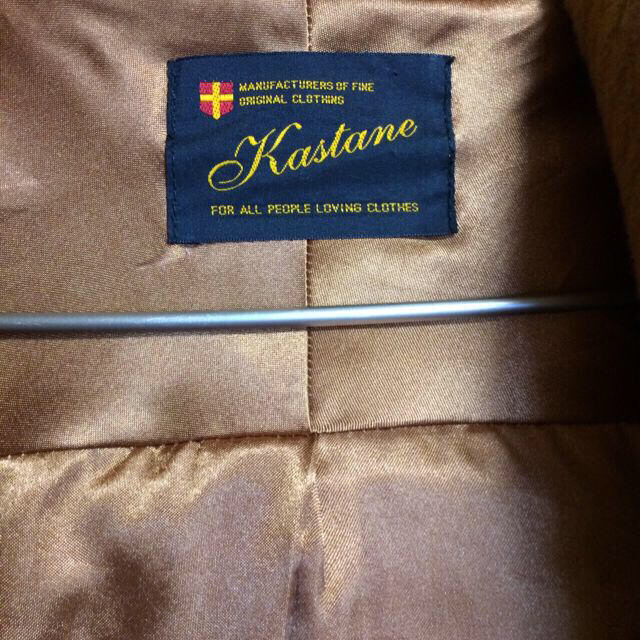 MANUFACTURERS OF FINE
ORIGINAL CLOTHING
Kastane
FOR ALL PEOPLE LOVING CLOTHES